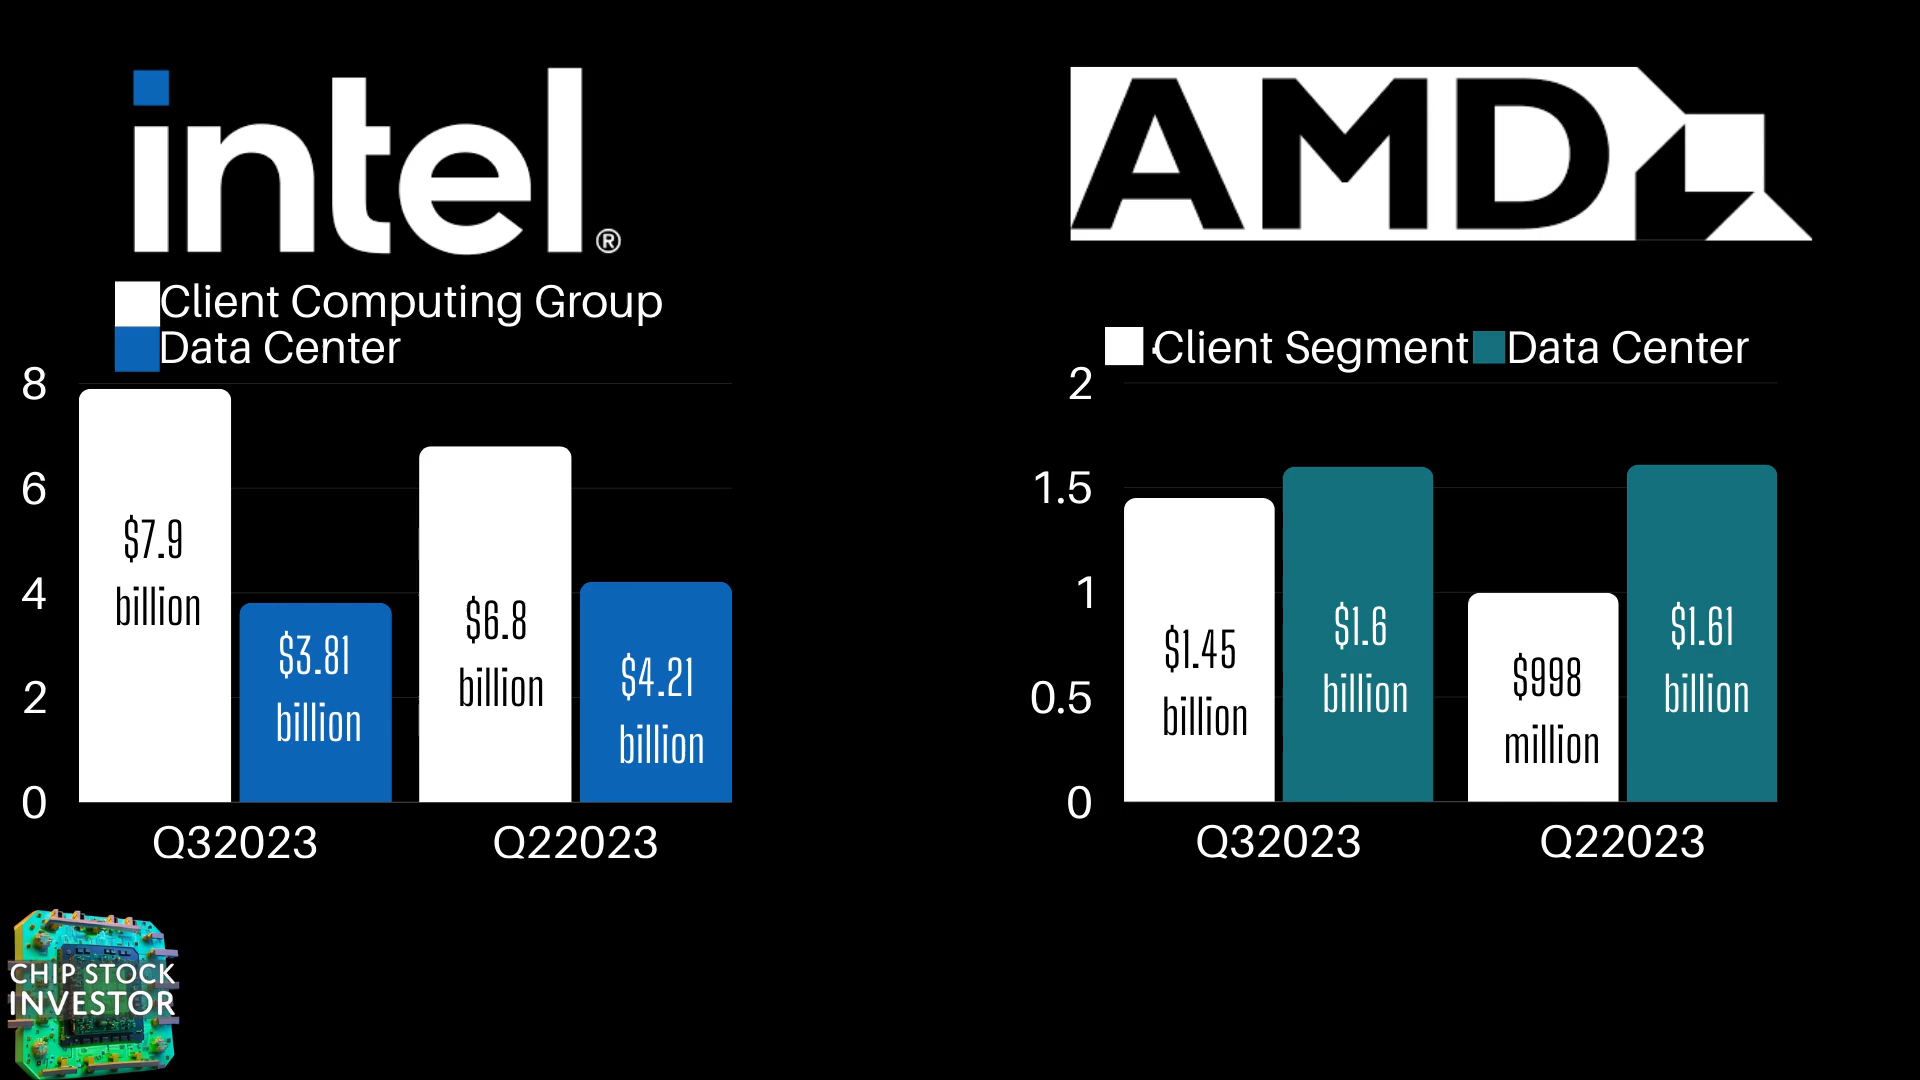 intel®
Client Computing Group
Data Center
8
6
4
2
0
$7.9
billion
$3.81
billion
$6.8
billion
$4.21
billion
Q32023
Q22023
AMD
Client Segment
Data Center
2
1.5
1
0.5
0
$1.45
billion
$1.6
billion
$998
million
$1.61
billion
Q32023
Q22023
CHIP STOCK
INVESTOR